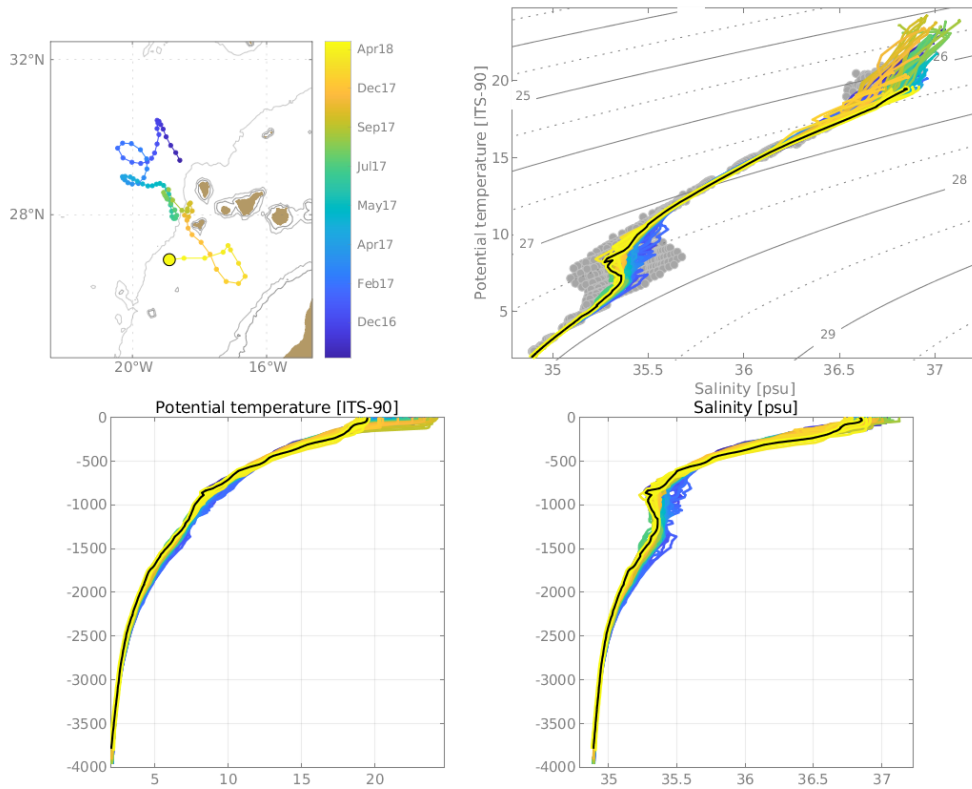 32°N
28°N
20°W
16°W
Apr18
Dec17
Sep17
Jul17
May17
Apr17
Feb17
Dec16
Potential temperature [ITS-90]
20
15
10
5
25
26
27
28
29
35
35.5
36
36.5
37
Salinity [psu]
Potential temperature [ITS-90]
0
-500
-1000
-1500
-2000
-2500
-3000
-3500
-4000
5
10
15
20
Salinity [psu]
0
-500
-1000
-1500
-2000
-2500
-3000
-3500
-4000
35
35.5
36
36.5
37